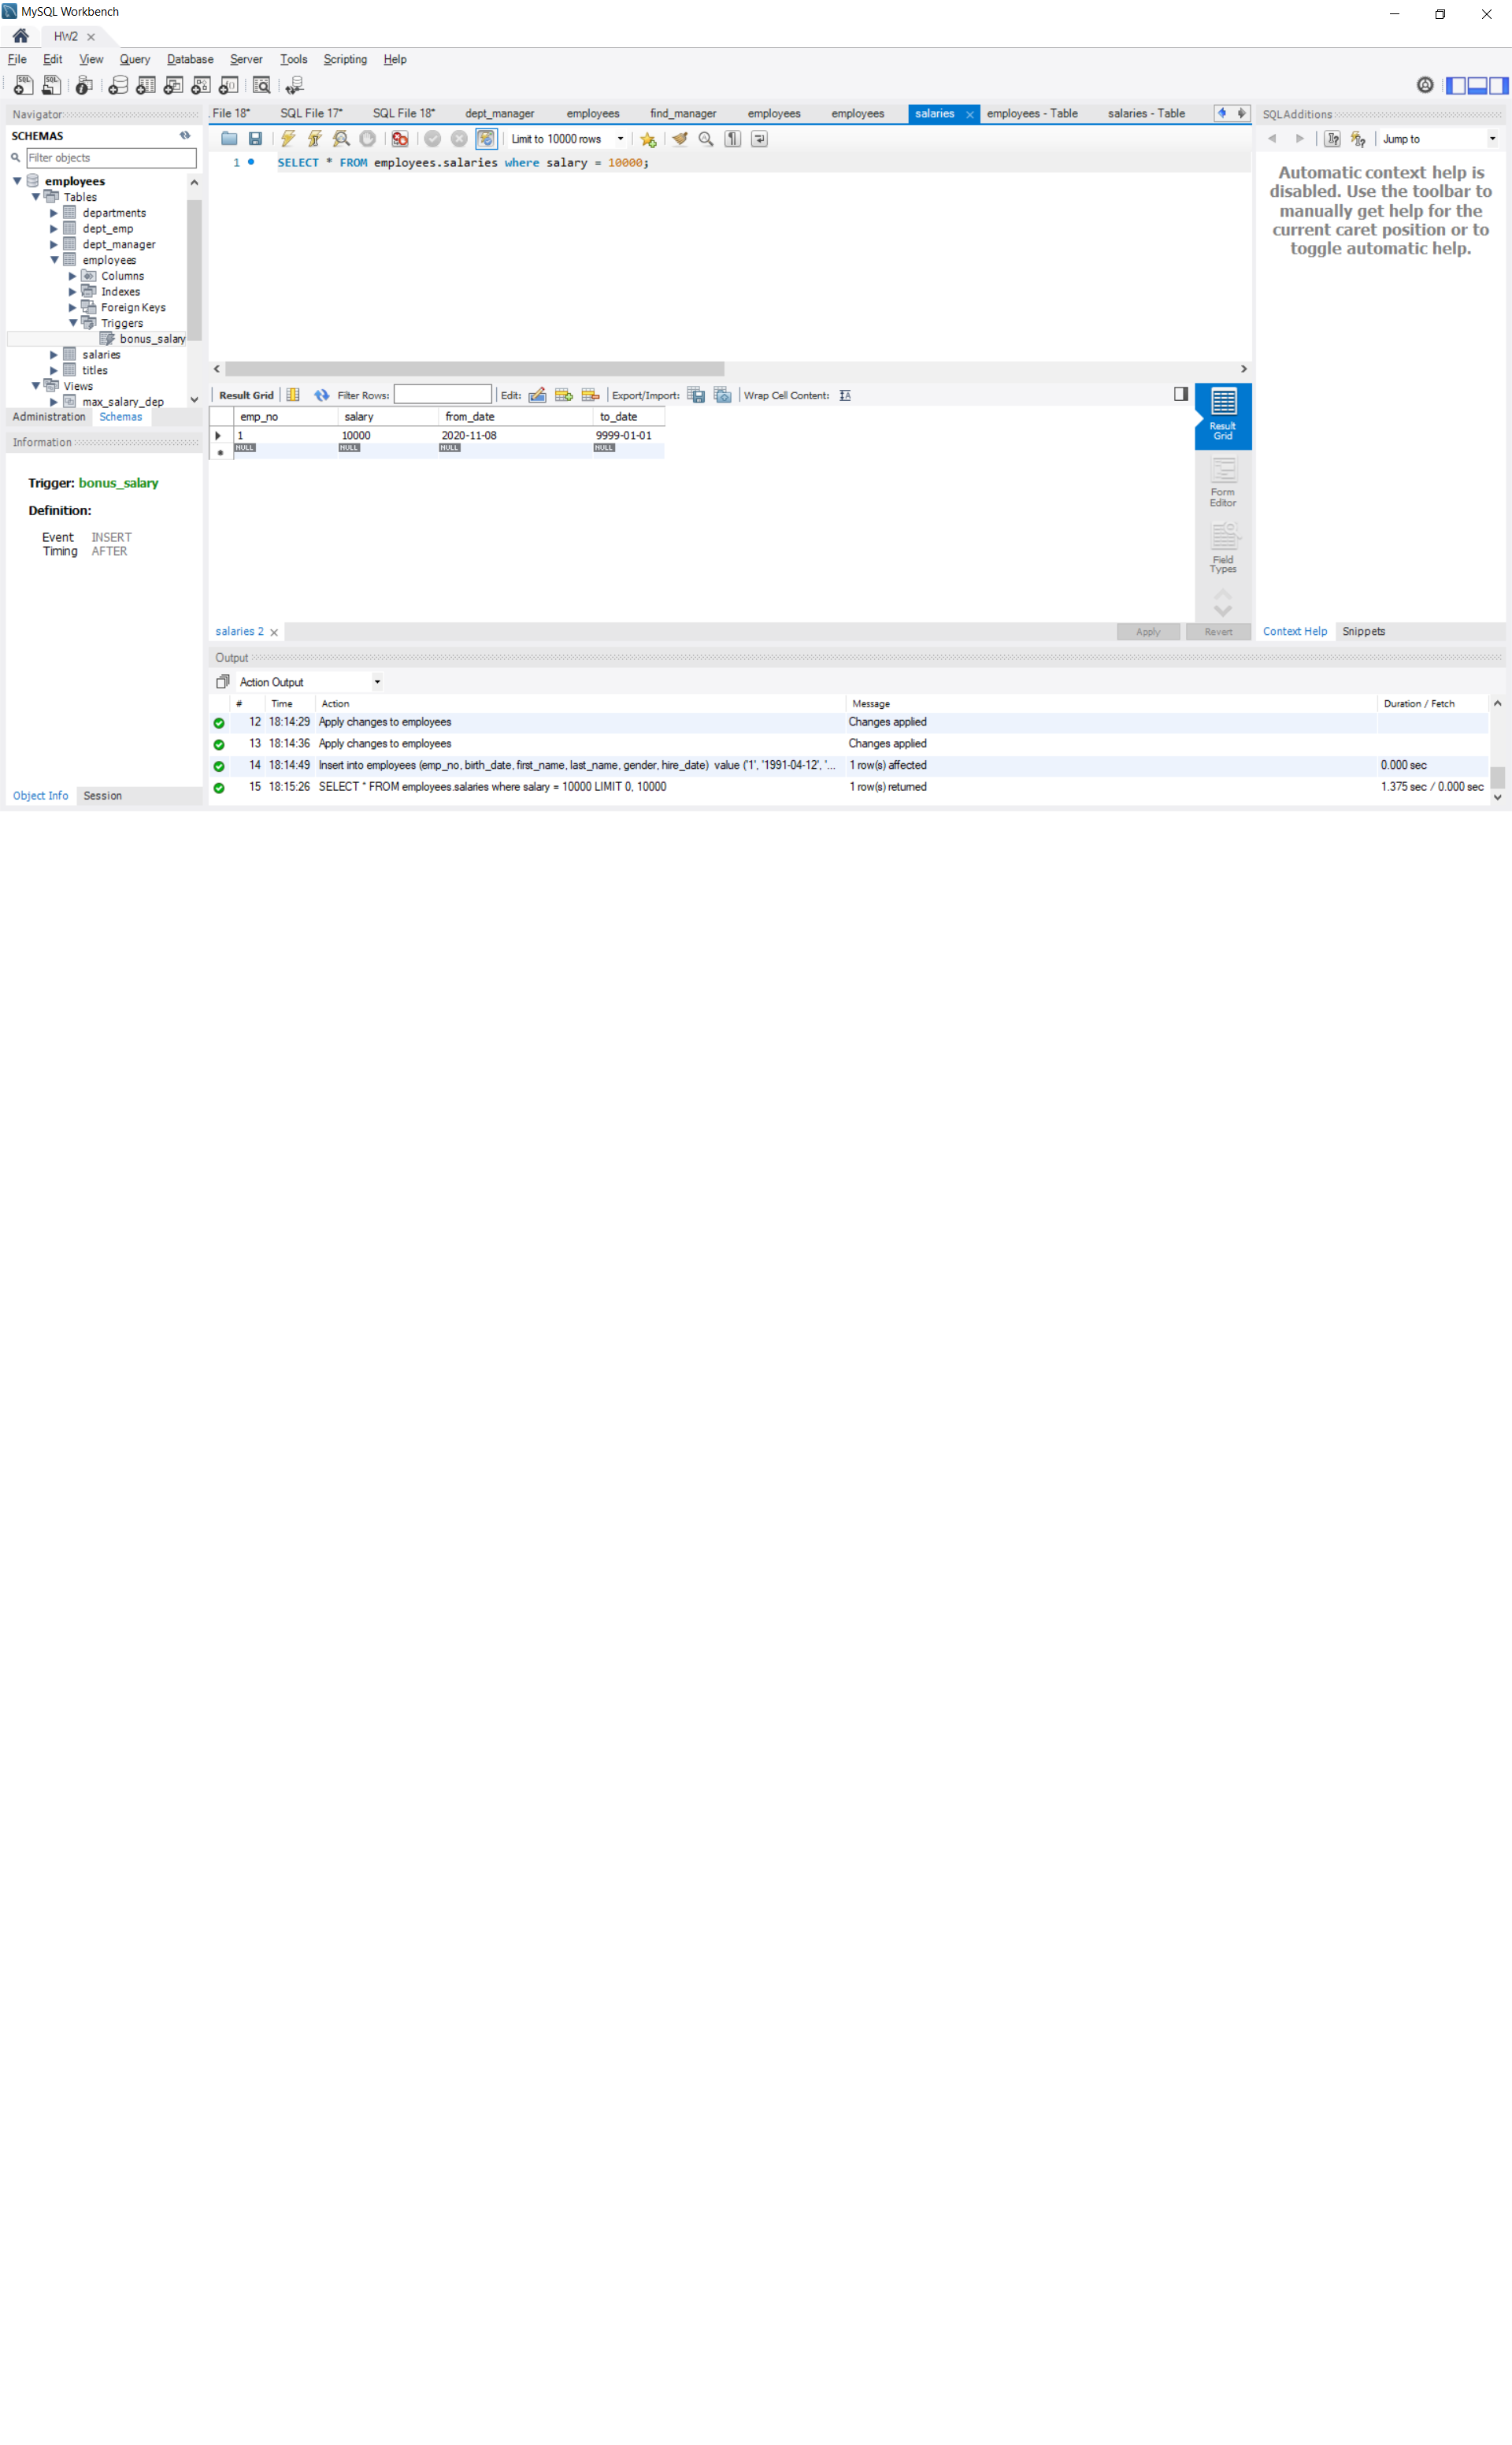 MySQL Workbench
HW2
File Edit View Query Database Server Tools Scripting Help
Navigator
SCHEMAS
Filter objects
employees
Tables
departments
dept_emp
dept_manager
employees
Columns
Indexes
Foreign Keys
Triggers
bonus_salary
salaries
titles
Views
max_salary_dep
Administration Schemas
Information
Trigger: bonus_salary
Definition:
Event INSERT
Timing AFTER
Object Info Session
. File 18* SQL File 17* SQL File 18* dept_manager employees find_manager employees employees salaries employees - Table salaries - Table
Limit to 10000 rows
1 SELECT * FROM employees.salaries where salary = 10000;
Result Grid Filter Rows: Edit: Export/Import: Wrap Cell Content:
emp_no salary from_date to_date
1 10000 2020-11-08 9999-01-01
NULL NULL NULL NULL
Result
Grid
Form
Editor
Field
Types
salaries 2 Apply Revert
SQLAdditions
Jump to
Automatic context help is
disabled. Use the toolbar to
manually get help for the
current caret position or to
toggle automatic help.
Context Help Snippets
Output
Action Output
# Time Action Message Duration / Fetch
12 18:14:29 Apply changes to employees Changes applied
13 18:14:36 Apply changes to employees Changes applied
14 18:14:49 Insert into employees (emp_no, birth_date, first_name, last_name, gender, hire_date) value ('1', '1991-04-12', '... 1 row(s) affected 0.000 sec
15 18:15:26 SELECT * FROM employees.salaries where salary = 10000 LIMIT 0, 10000 1 row(s) returned 1.375 sec / 0.000 sec